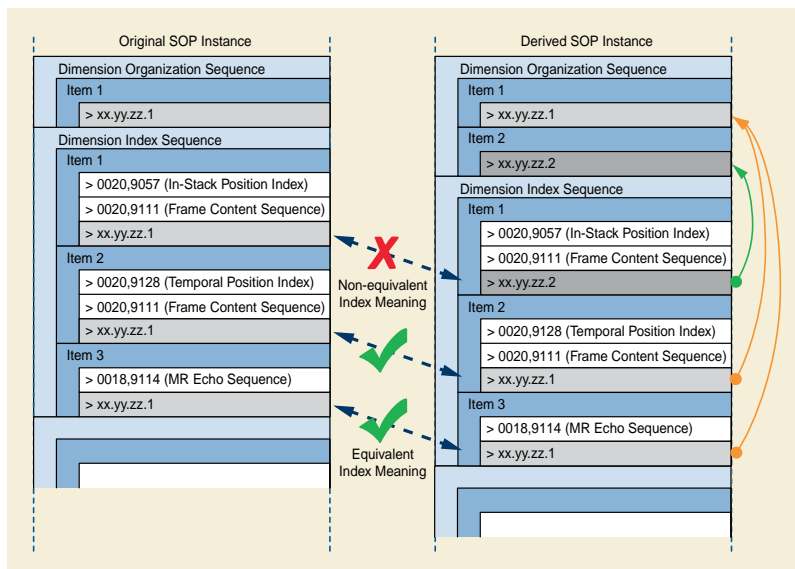 Original SOP Instance
Dimension Organization Sequence
Item 1
> xx.yy.zz.1
Dimension Index Sequence
Item 1
> 0020,9057 (In-Stack Position Index)
> 0020,9111 (Frame Content Sequence)
> xx.yy.zz.1
Item 2
> 0020,9128 (Temporal Position Index)
> 0020,9111 (Frame Content Sequence)
> xx.yy.zz.1
Item 3
> 0018,9114 (MR Echo Sequence)
> xx.yy.zz.1
X
Non-equivalent
Index Meaning
Equivalent
Index Meaning
Derived SOP Instance
Dimension Organization Sequence
Item 1
> xx.yy.zz.1
Item 2
> xx.yy.zz.2
Dimension Index Sequence
Item 1
> 0020,9057 (In-Stack Position Index)
> 0020,9111 (Frame Content Sequence)
> xx.yy.zz.2
Item 2
> 0020,9128 (Temporal Position Index)
> 0020,9111 (Frame Content Sequence)
> xx.yy.zz.1
Item 3
> 0018,9114 (MR Echo Sequence)
> xx.yy.zz.1